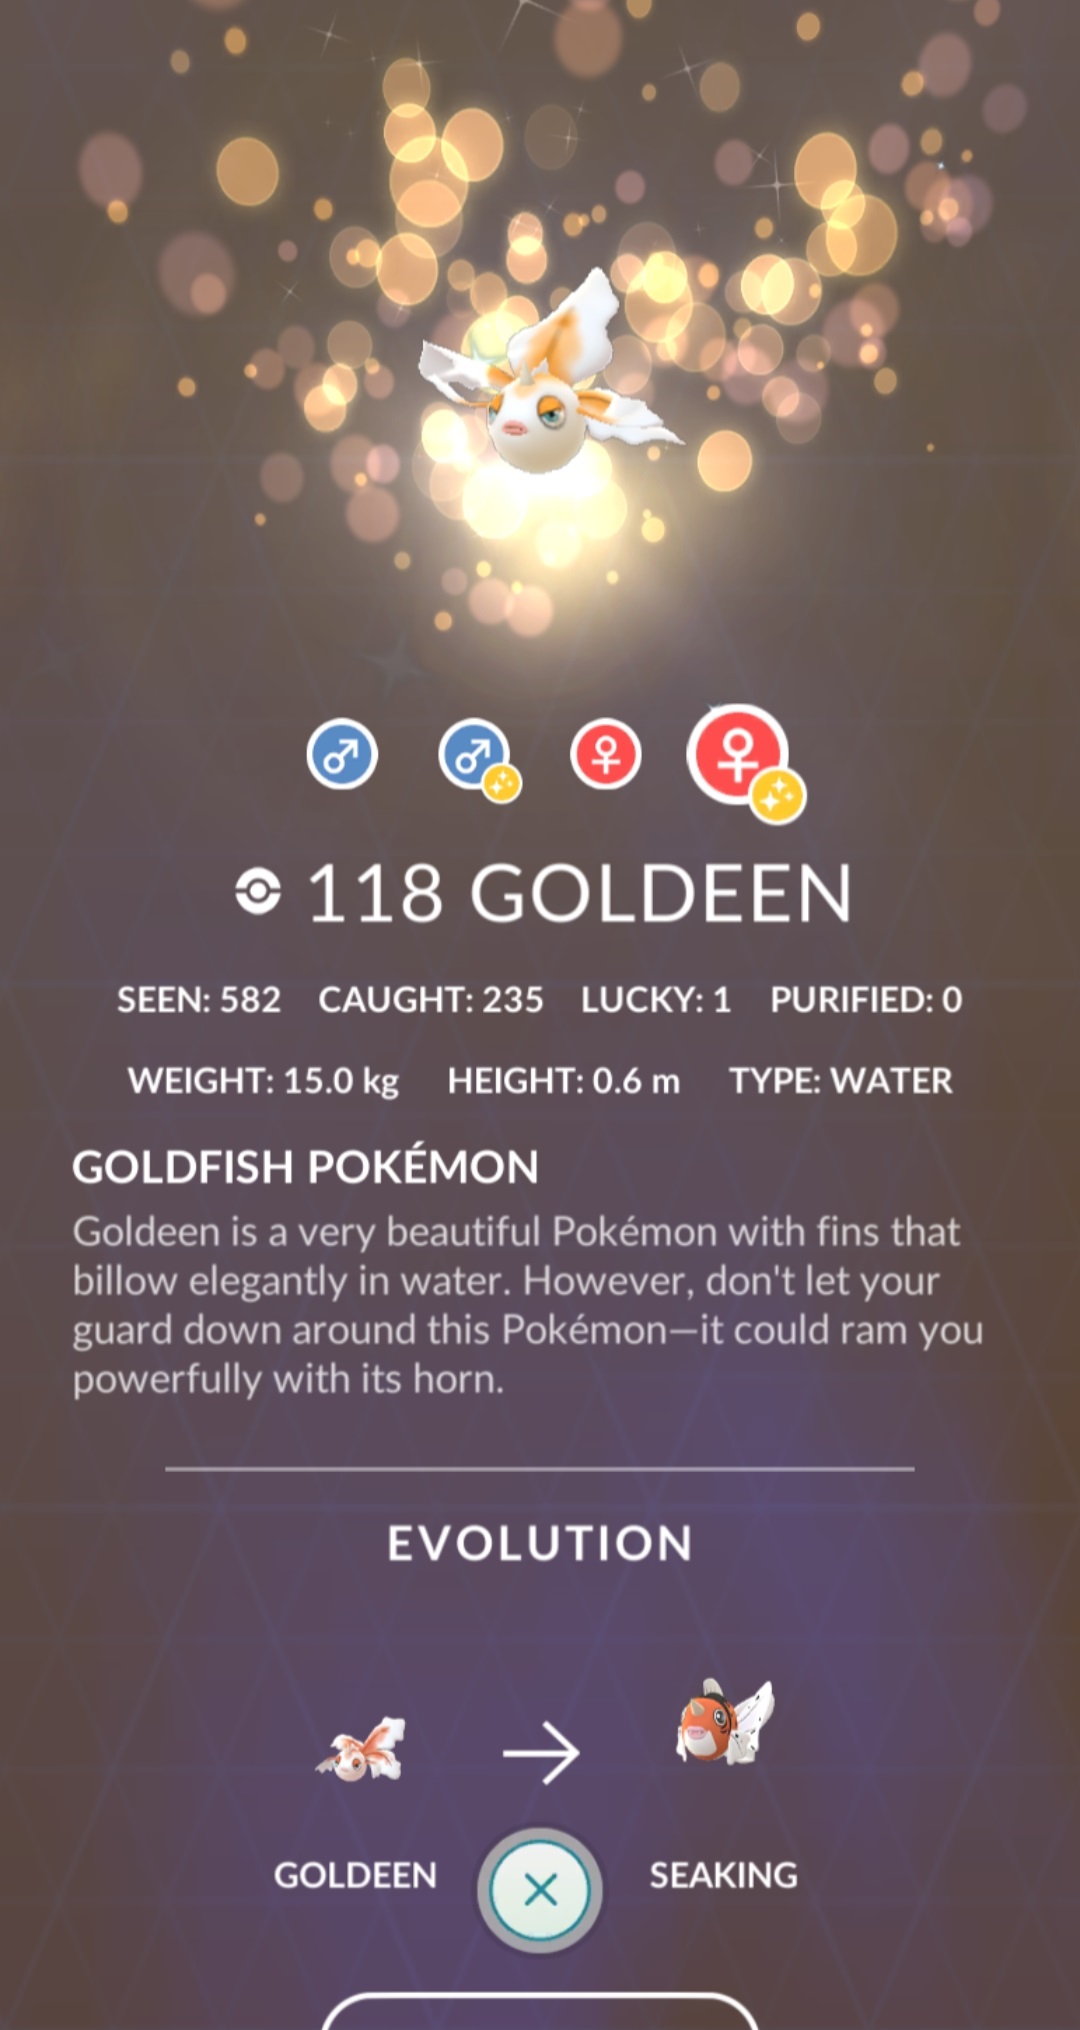 118 GOLDEEN
SEEN: 582 CAUGHT: 235 LUCKY: 1 PURIFIED: 0
WEIGHT: 15.0 kg HEIGHT: 0.6 m TYPE: WATER
GOLDFISH POKÉMON
Goldeen is a very beautiful Pokémon with fins that
billow elegantly in water. However, don't let your
guard down around this Pokémon—it could ram you
powerfully with its horn.
EVOLUTION
GOLDEEN SEAKING